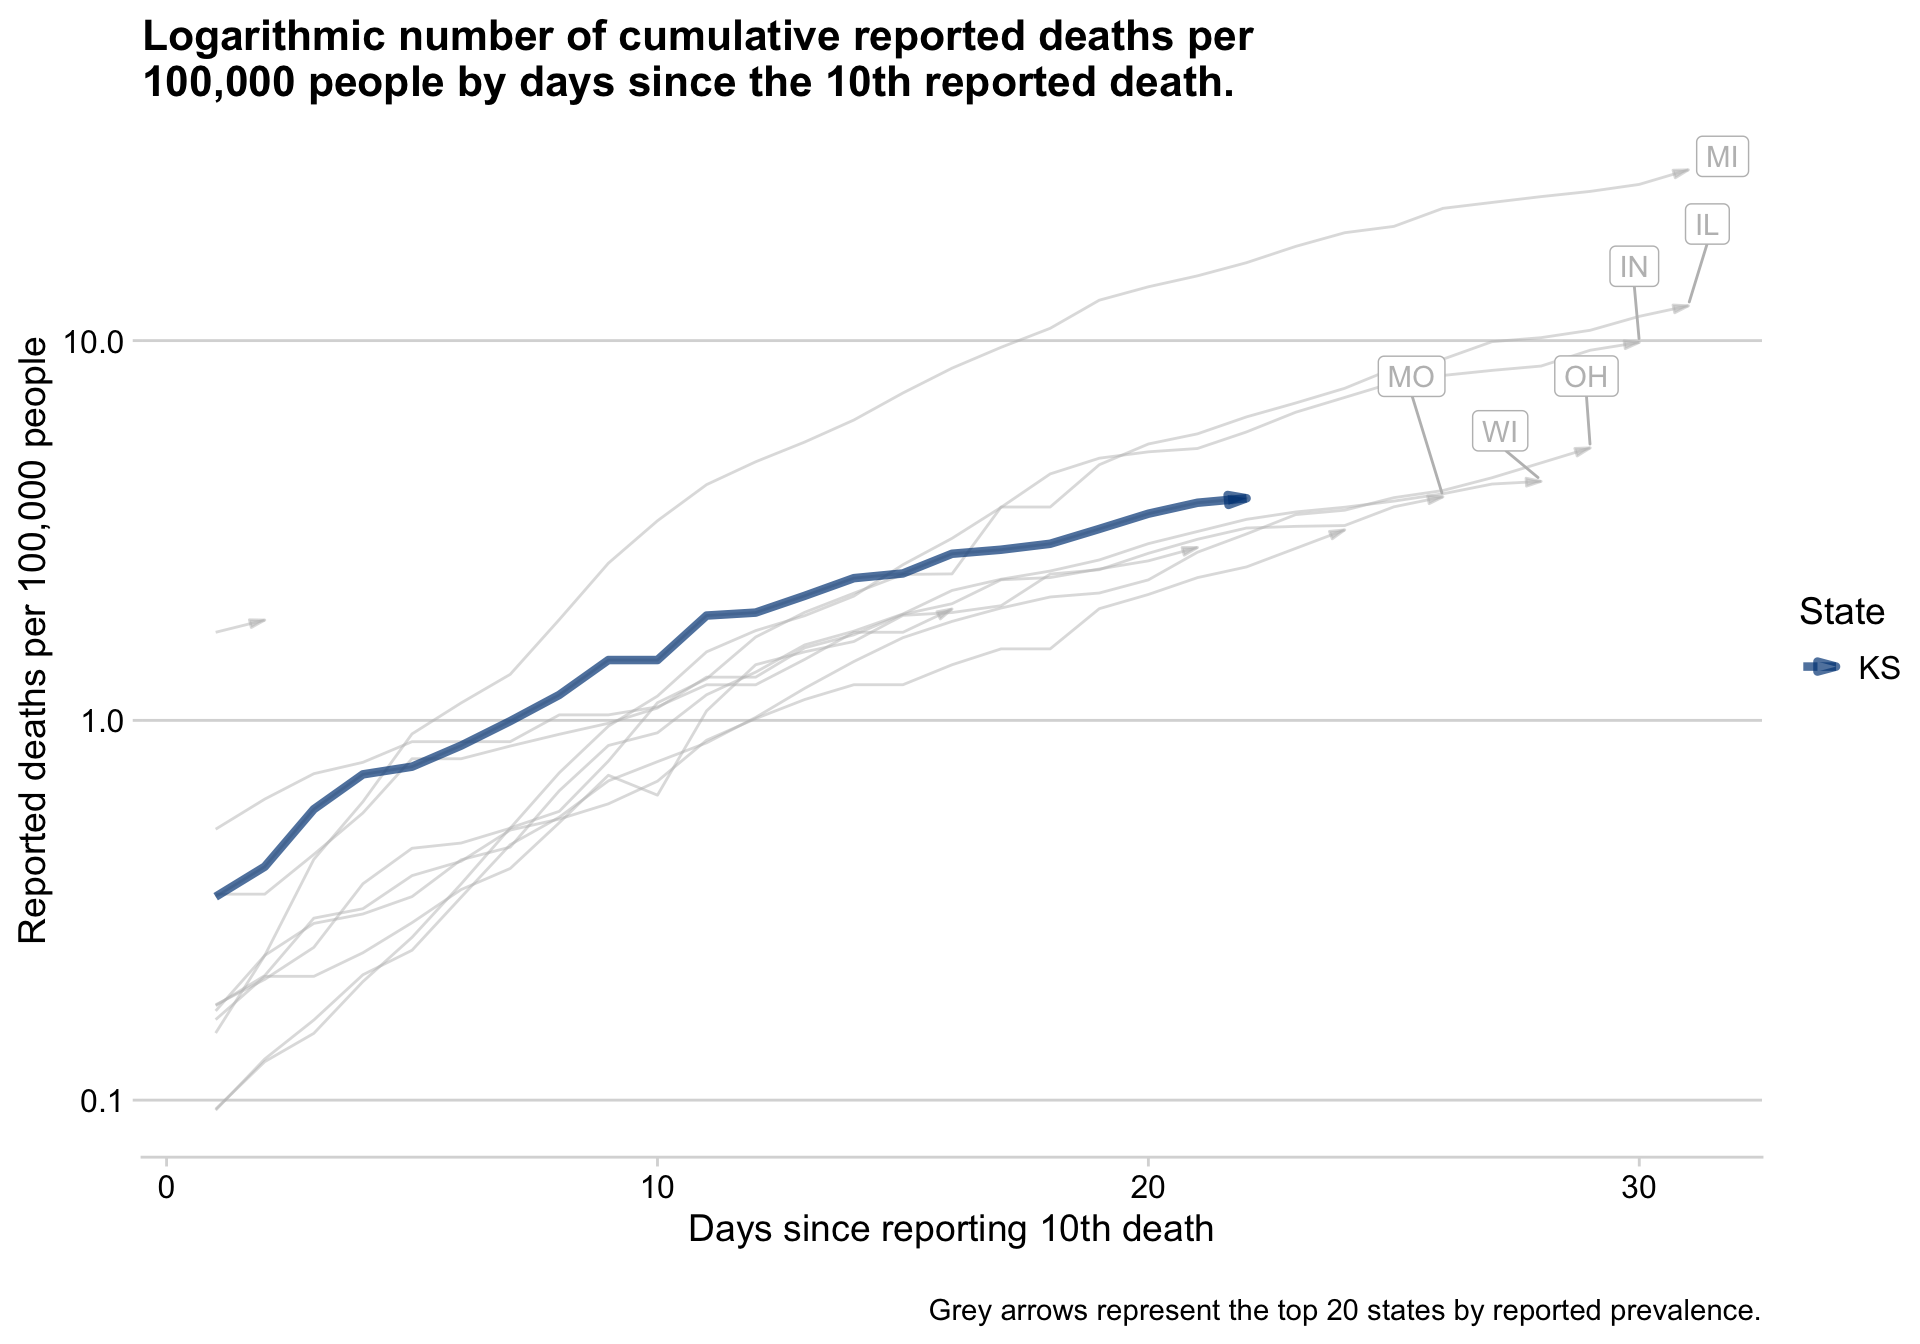 Logarithmic number of cumulative reported deaths per
100,000 people by days since the 10th reported death.
MI
IL
IN
MO
OH
WI
Reported deaths per 100,000 people
10.0
1.0
0.1
0
10
20
30
Days since reporting 10th death
State
KS
Grey arrows represent the top 20 states by reported prevalence.